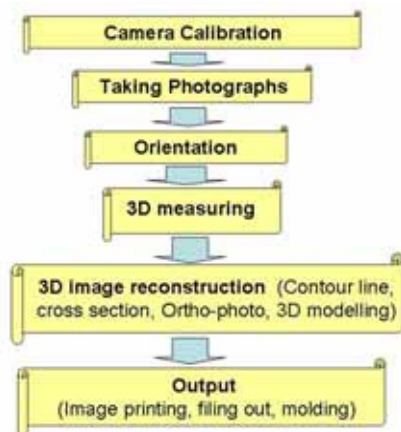 Camera Calibration
Taking Photographs
Orientation
3D measuring
3D image reconstruction (Contour line,
cross section, Ortho-photo, 3D modelling)
Output
(Image printing, filing out, molding)